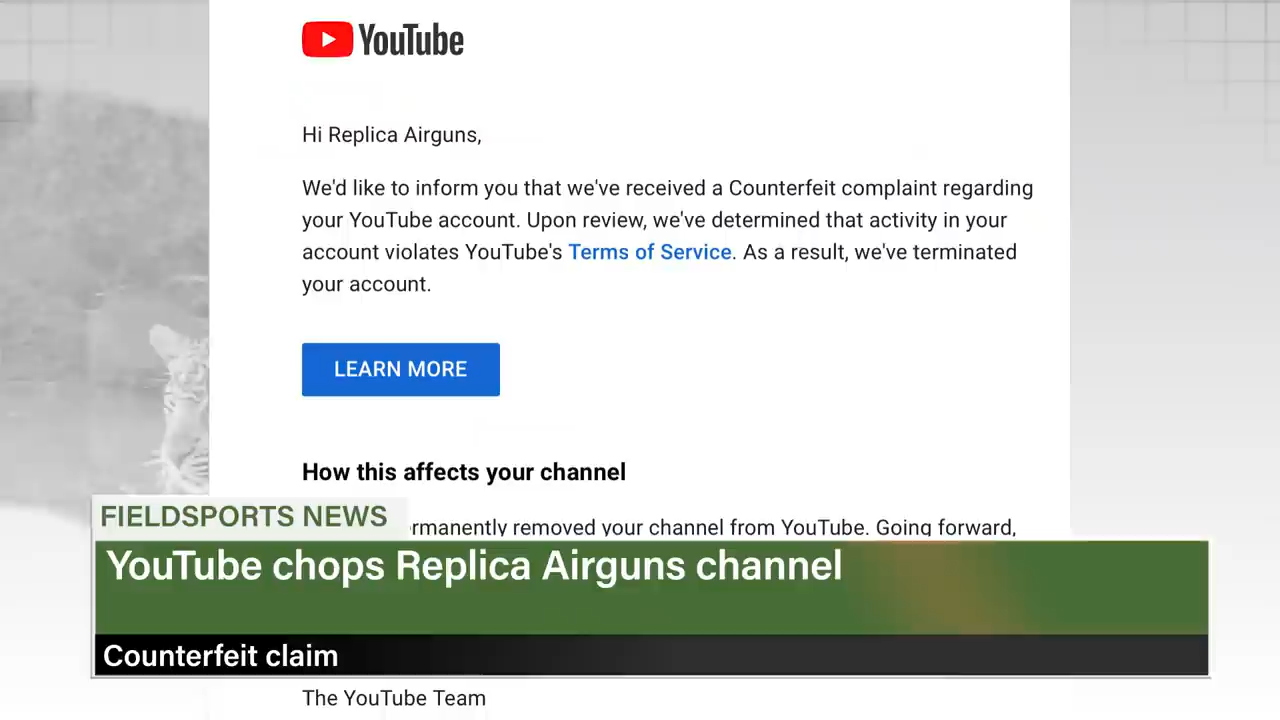 YouTube
Hi Replica Airguns,
We'd like to inform you that we've received a Counterfeit complaint regarding
your YouTube account. Upon review, we've determined that activity in your
account violates YouTube's Terms of Service. As a result, we've terminated
your account.
LEARN MORE
How this affects your channel
removed your channel from YouTube. Going forward,
FIELDSPORTS NEWS
YouTube chops Replica Airguns channel
Counterfeit claim
The YouTube Team